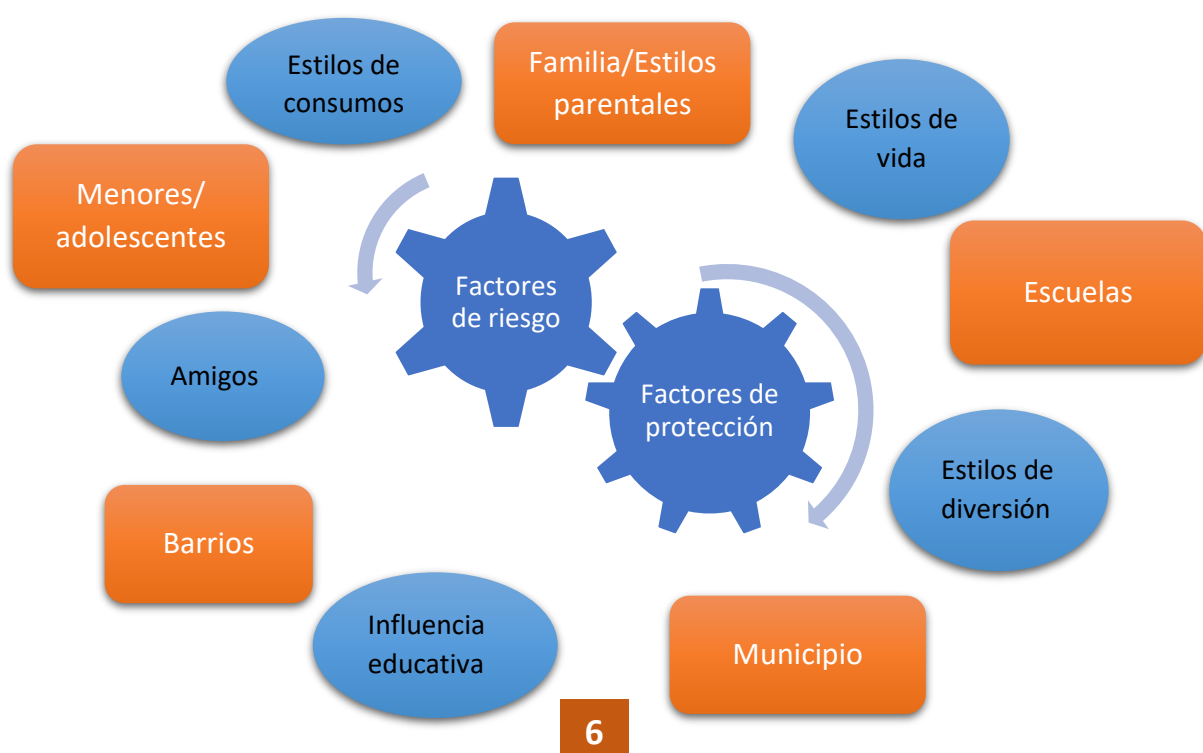 Estilos de
consumos
Familia/Estilos
parentales
Estilos de
vida
Menores/
adolescentes
Escuelas
Factores
de riesgo
Amigos
Factores de
protección
Estilos de
diversión
Barrios
Influencia
educativa
Municipio
6